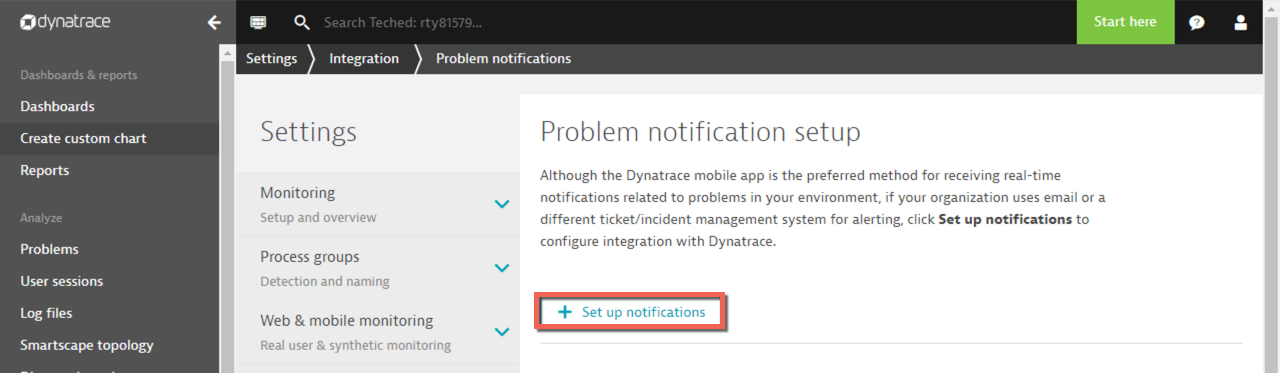 dynatrace
Search Teched: rty81579...
Start here
Settings
Integration
Problem notifications
Dashboards & reports
Dashboards
Create custom chart
Reports
Analyze
Problems
User sessions
Log files
Smartscape topology
Settings
Monitoring
Setup and overview
Process groups
Detection and naming
Web & mobile monitoring
Real user & synthetic monitoring
Problem notification setup
Although the Dynatrace mobile app is the preferred method for receiving real-time
notifications related to problems in your environment, if your organization uses email or a
different ticket/incident management system for alerting, click Set up notifications to
configure integration with Dynatrace.
+ Set up notifications